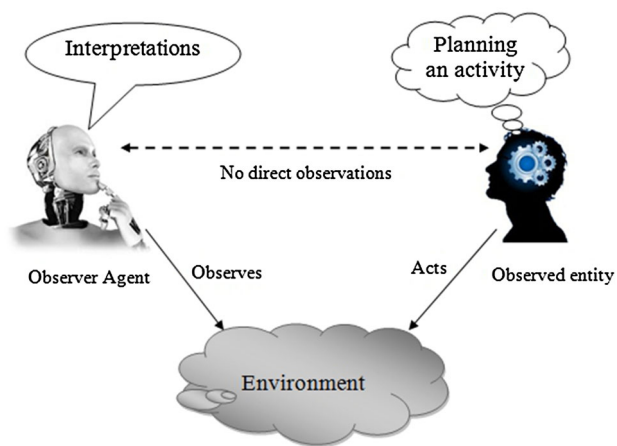 Interpretations
Planning
an activity
No direct observations
Observer Agent
Observes
Acts
Observed entity
Environment